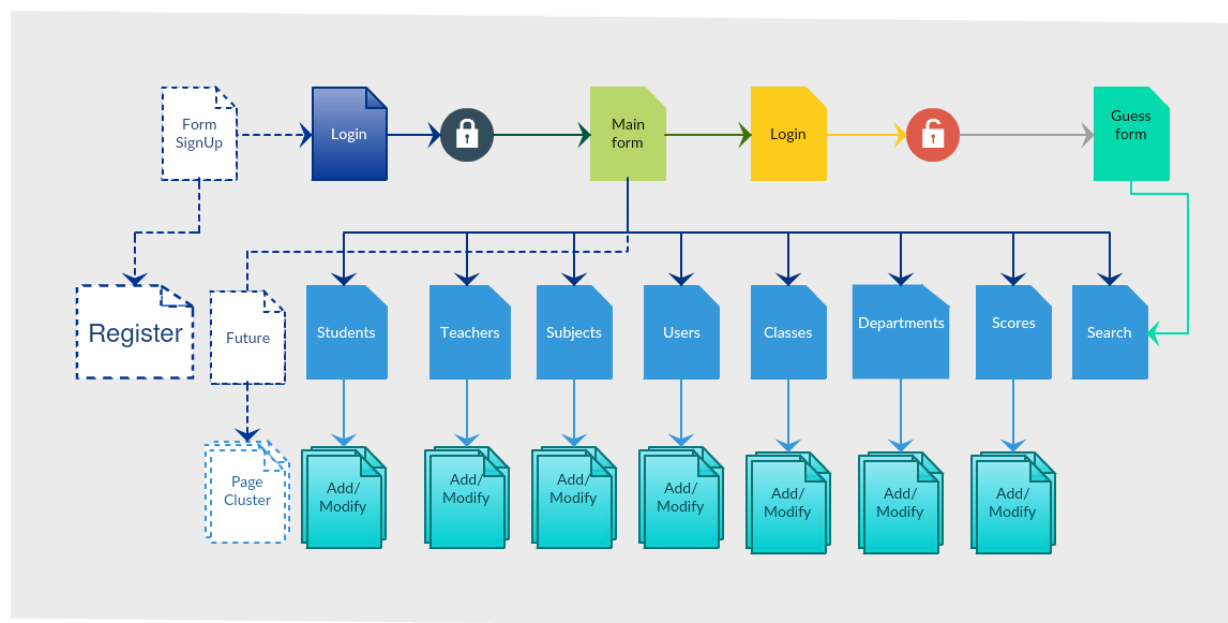 Form
SignUp
Login
Main
form
Login
Guess
form
Register
Future
Students
Teachers
Subjects
Users
Classes
Departments
Scores
Search
Page
Cluster
Add/
Modify
Add/
Modify
Add/
Modify
Add/
Modify
Add/
Modify
Add/
Modify
Add/
Modify